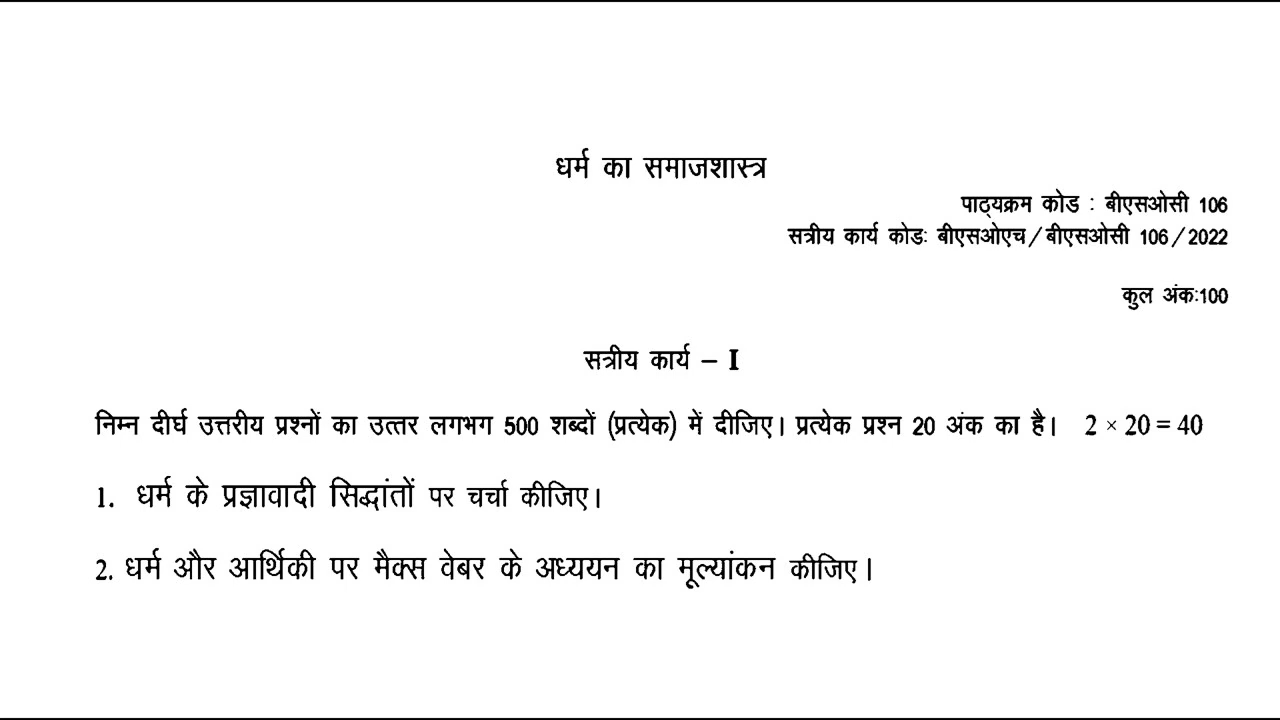 धर्म का समाजशास्त्र
पाठ्यक्रम कोड : बीएसओसी 106
सत्रीय कार्य कोडः बीएसओएच/बीएसओसी 106/2022
कुल अंकः100
सत्रीय कार्य – I
निम्न दीर्घ उत्तरीय प्रश्नों का उत्तर लगभग 500 शब्दों (प्रत्येक) में दीजिए। प्रत्येक प्रश्न 20 अंक का है। 2 × 20 = 40
1. धर्म के प्रज्ञावादी सिद्धांतों पर चर्चा कीजिए।
2. धर्म और आर्थिकी पर मैक्स वेबर के अध्ययन का मूल्यांकन कीजिए।